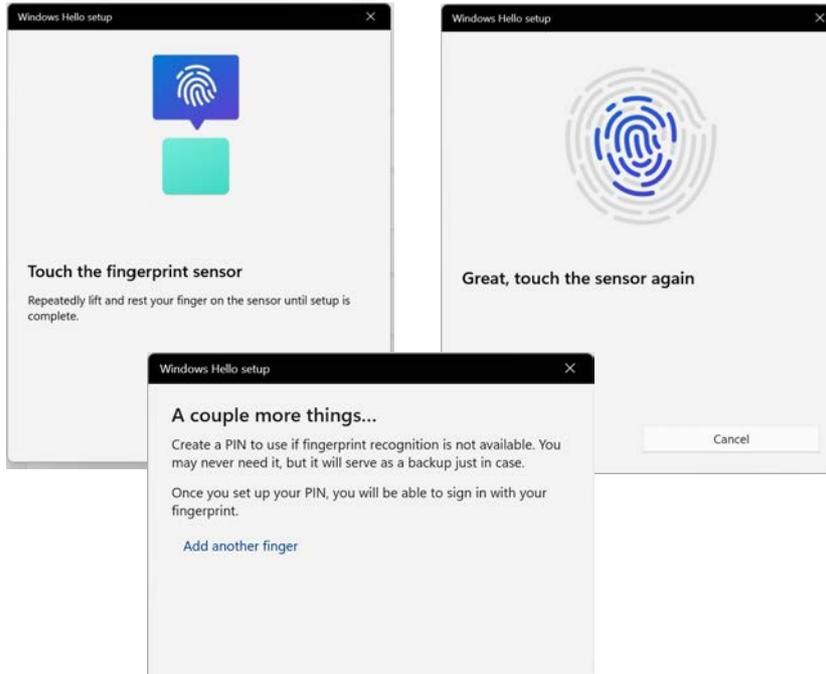 Windows Hello setup
Touch the fingerprint sensor
Repeatedly lift and rest your finger on the sensor until setup is
complete.
Windows Hello setup
Great, touch the sensor again
Cancel
Windows Hello setup
A couple more things...
Create a PIN to use if fingerprint recognition is not available. You
may never need it, but it will serve as a backup just in case.
Once you set up your PIN, you will be able to sign in with your
fingerprint.
Add another finger